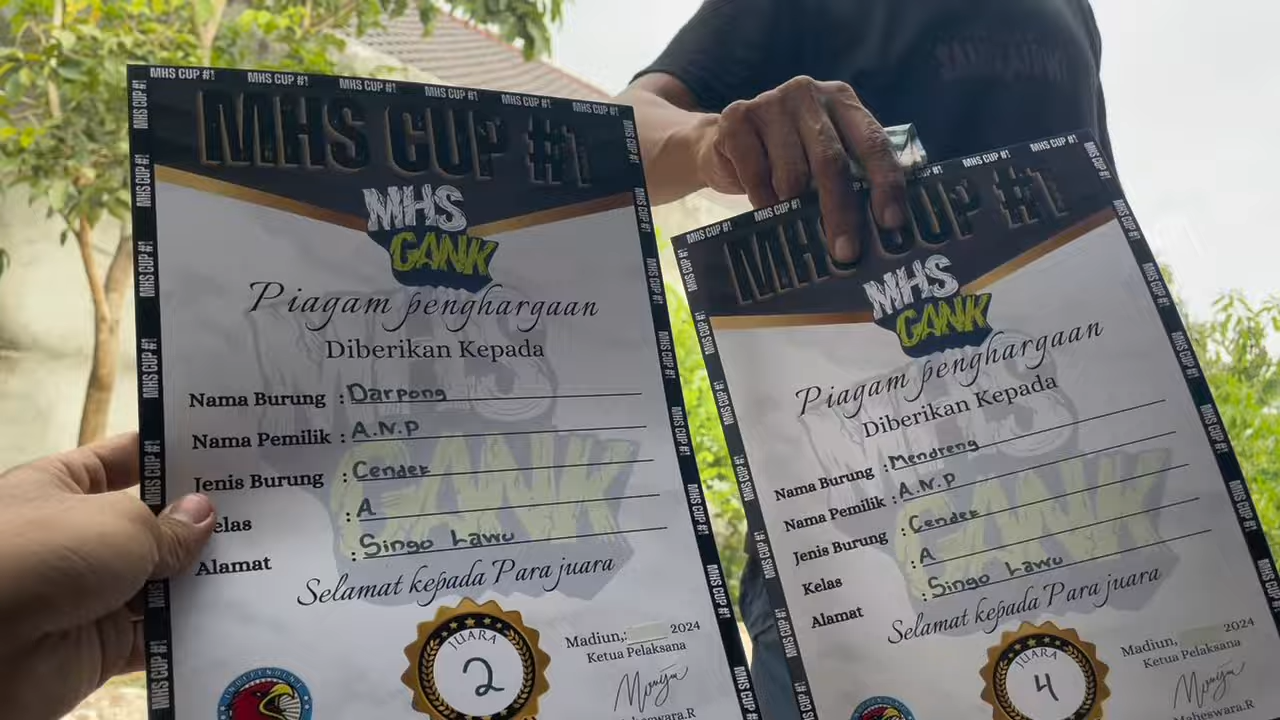 MHS CUP #1
MHS
GANK
Piagam penghargaan
Diberikan Kepada
Nama Burung : Darpong
Nama Pemilik : A.N.P
Jenis Burung : Cendet
elas : A
Alamat : Singo Lawu
Selamat kepada Para juara
JUARA
2
Madiun, 2024
Ketua Pelaksana
INDEPENDENT
MHS CUP #1
MHS
GANK
Piagam penghargaan
Diberikan Kepada
Nama Burung : Mendreng
Nama Pemilik : A.N.P
Jenis Burung : Cendet
Kelas : A
Alamat : Singo Lawu
Selamat kepada Para juara
JUARA
4
Madiun, 2024
Ketua Pelaksana
Maheswara.R